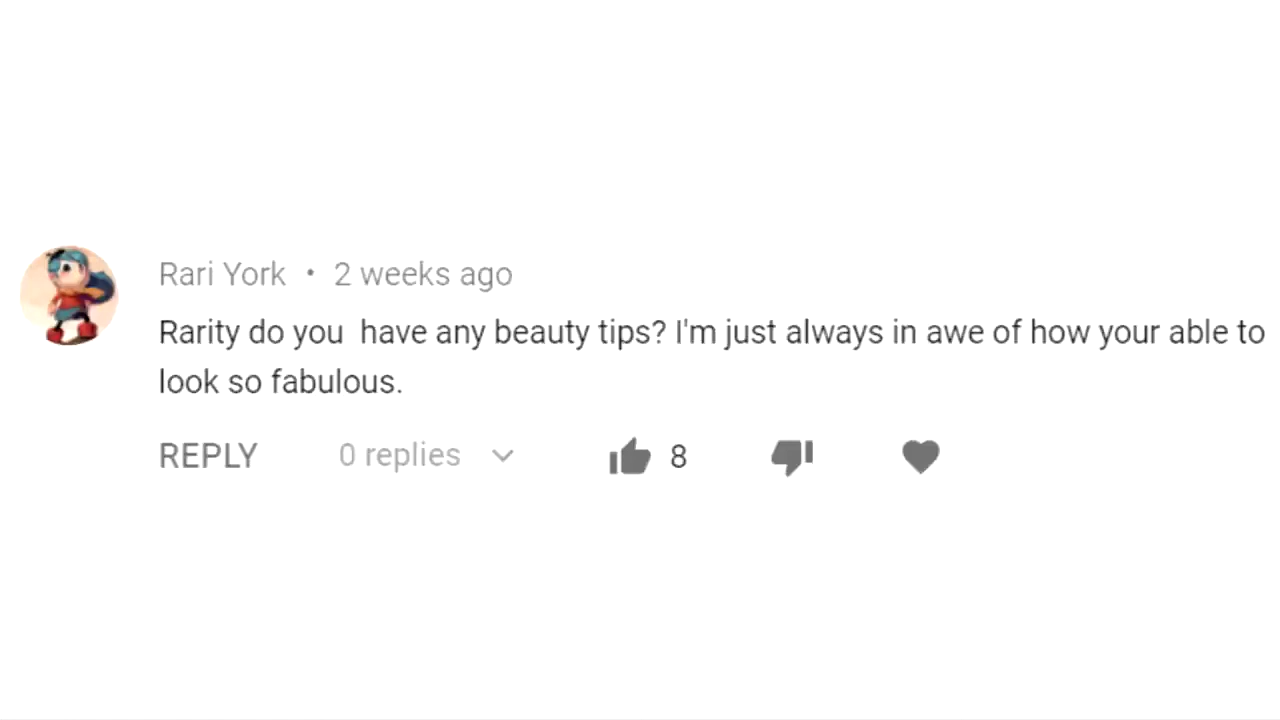 Rari York • 2 weeks ago
Rarity do you  have any beauty tips? I'm just always in awe of how your able to
look so fabulous.
REPLY 0 replies 8